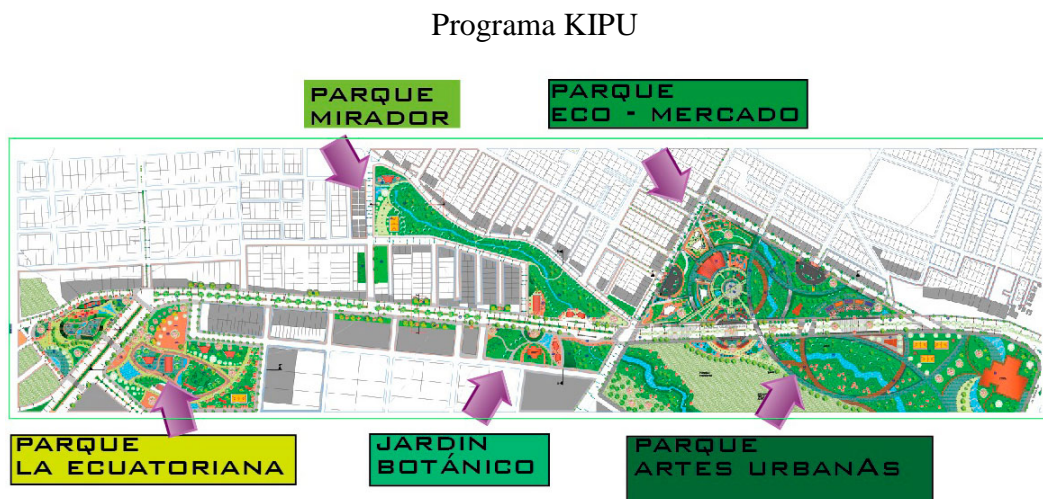 Programa KIPU
PARQUE
MIRADOR
PARQUE
ECO - MERCADO
PARQUE
LA ECUATORIANA
JARDIN
BOTÁNICO
PARQUE
ARTES URBANAS